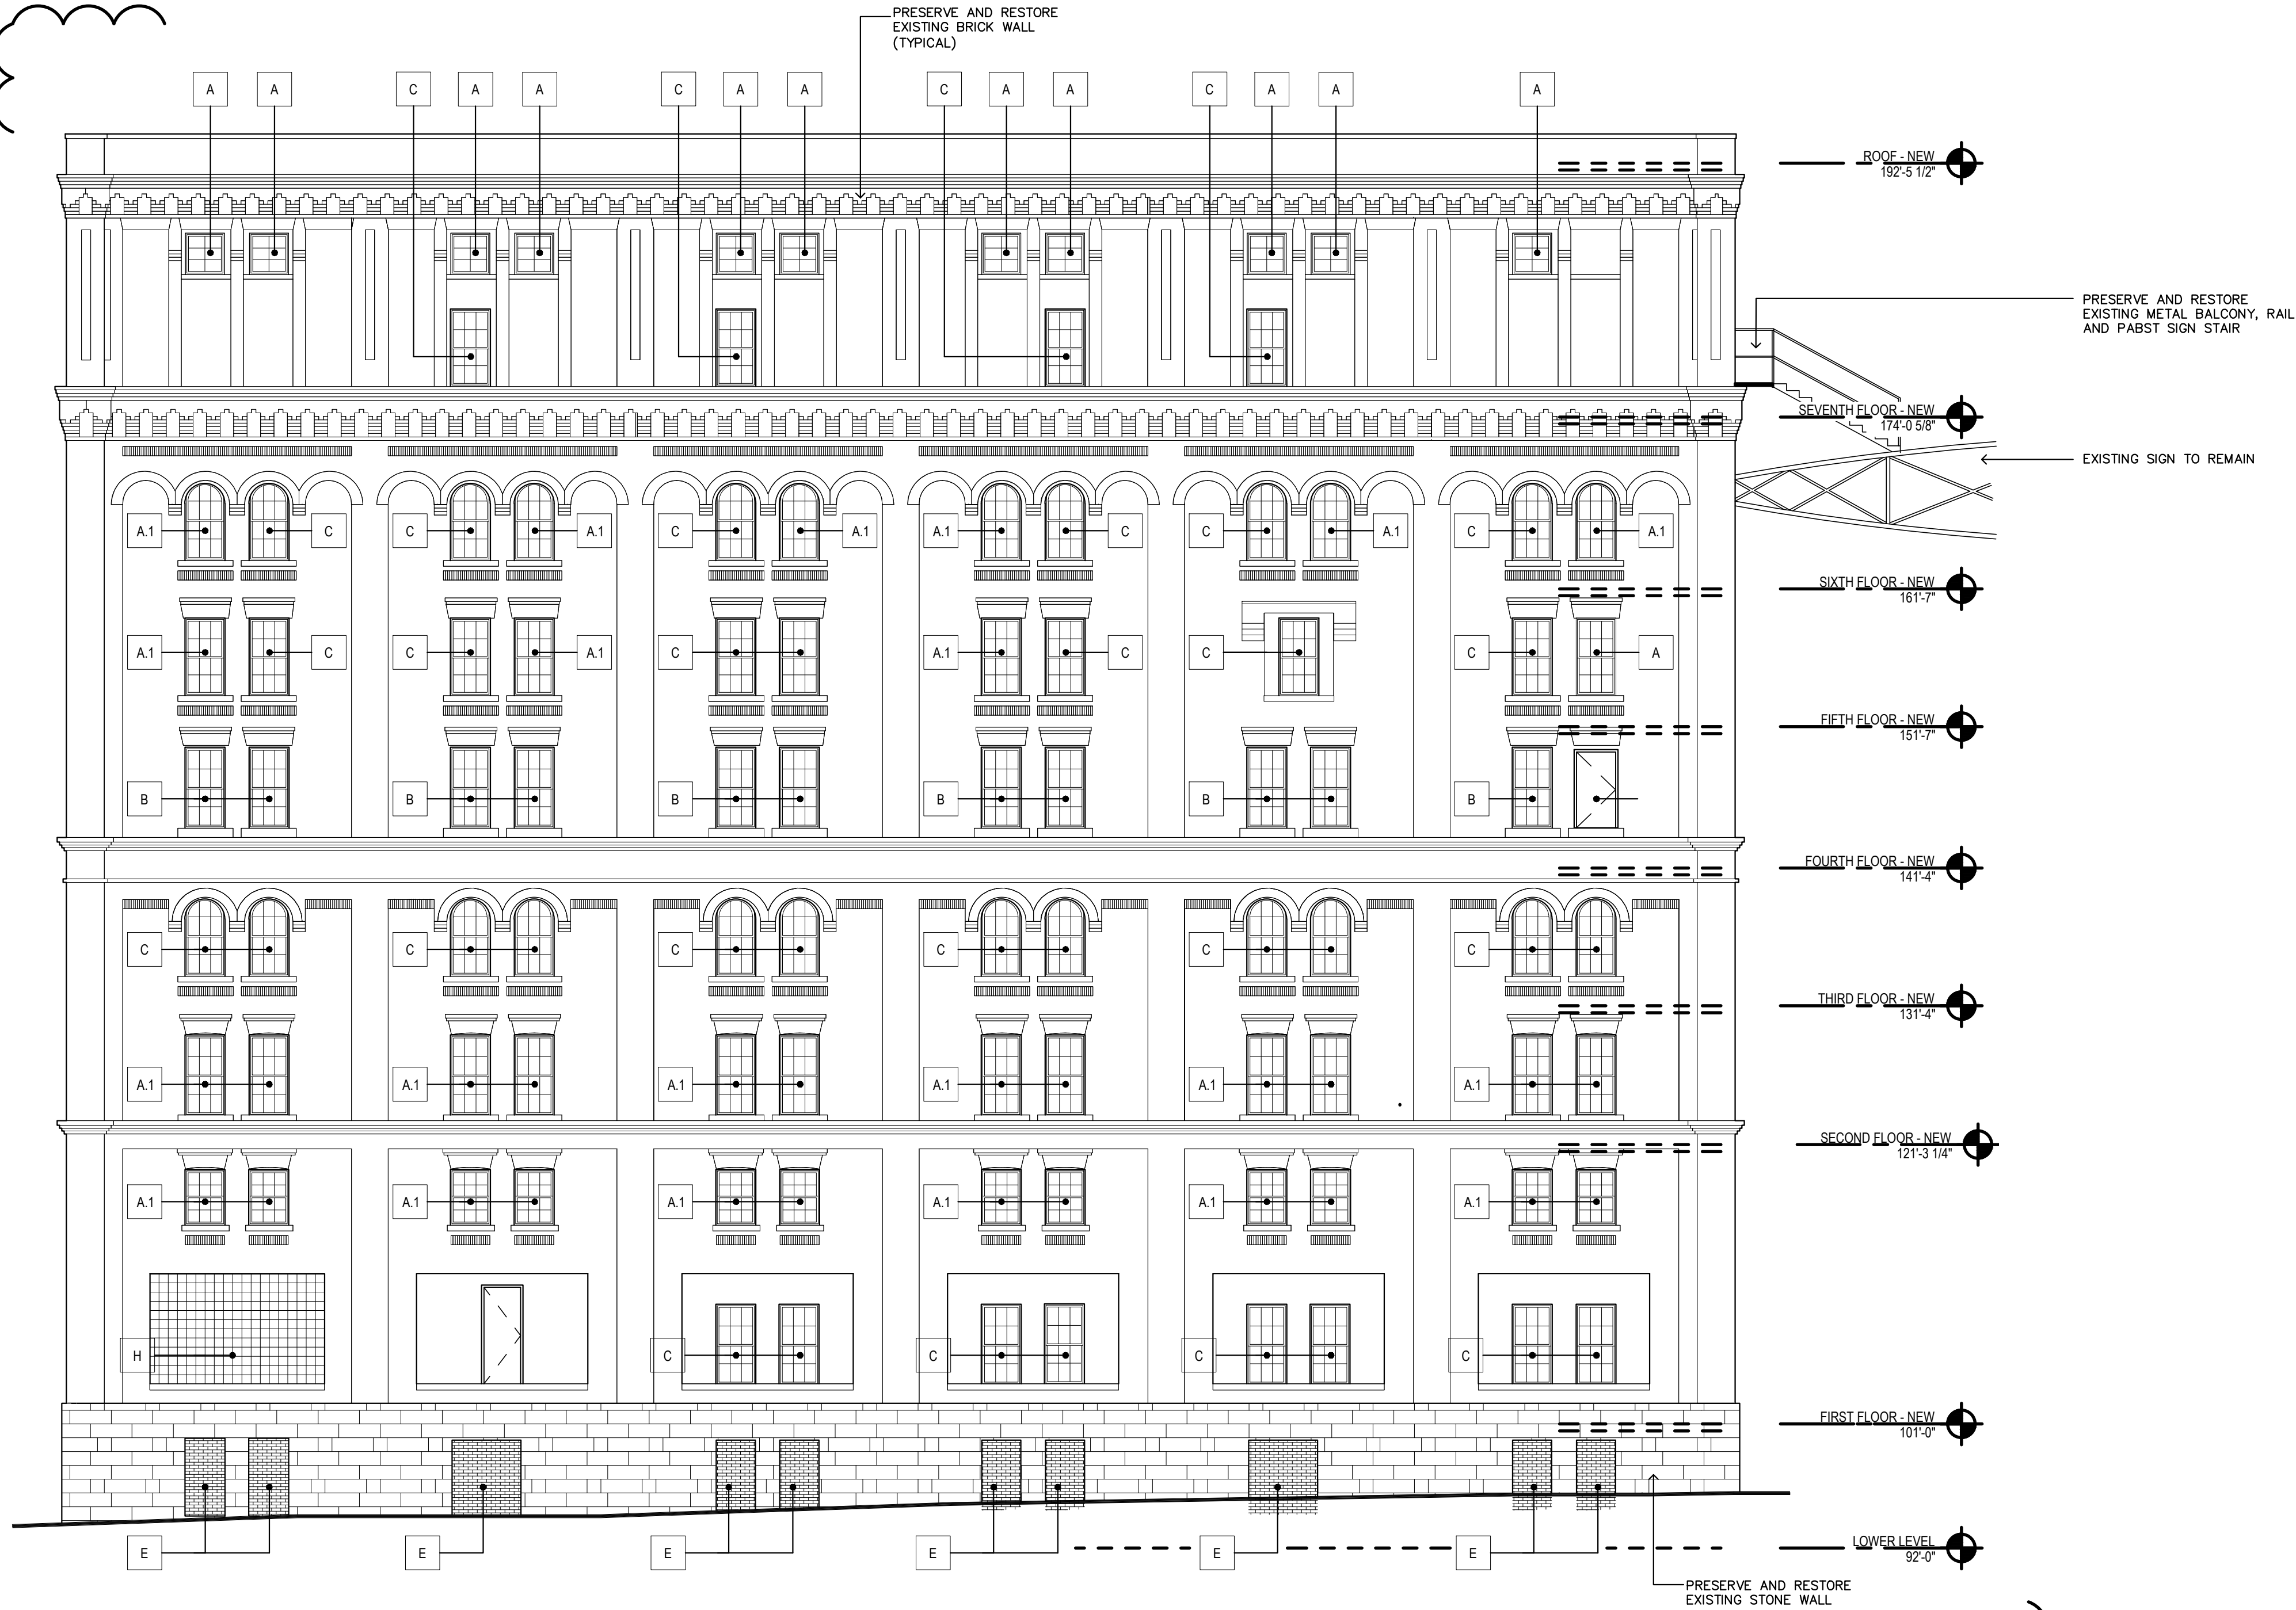 PRESERVE AND RESTORE
EXISTING BRICK WALL
(TYPICAL)
A A C A A C A A C A A C A A A
ROOF - NEW
192'-5 1/2"
PRESERVE AND RESTORE
EXISTING METAL BALCONY, RAIL
AND PABST SIGN STAIR
SEVENTH FLOOR - NEW
174'-0 5/8"
EXISTING SIGN TO REMAIN
A.1 C C A.1 C A.1 A.1 C C A.1 C A.1
SIXTH FLOOR - NEW
161'-7"
A.1 C C A.1 C A.1 C C C A
FIFTH FLOOR - NEW
151'-7"
B B B B B B
FOURTH FLOOR - NEW
141'-4"
C C C C C C
THIRD FLOOR - NEW
131'-4"
A.1 A.1 A.1 A.1 A.1 A.1
SECOND FLOOR - NEW
121'-3 1/4"
A.1 A.1 A.1 A.1 A.1 A.1
H C C C C
FIRST FLOOR - NEW
101'-0"
E E E E E E
LOWER LEVEL
92'-0"
PRESERVE AND RESTORE
EXISTING STONE WALL